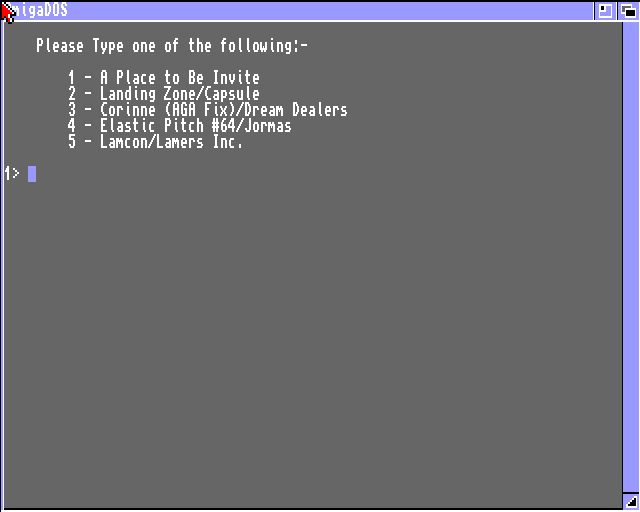 migaDOS
Please Type one of the following:-
1 - A Place to Be Invite
2 - Landing Zone/Capsule
3 - Corinne (AGA Fix)/Dream Dealers
4 - Elastic Pitch #64/Jormas
5 - Lamcon/Lamers Inc.
1>